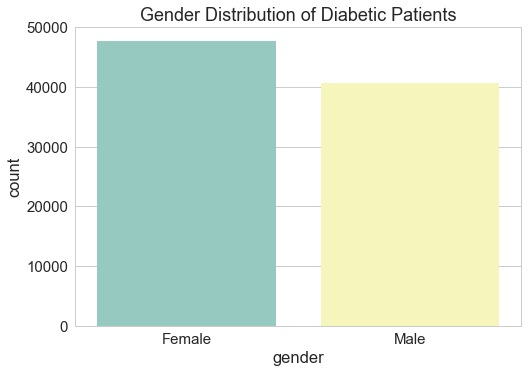 Gender Distribution of Diabetic Patients
50000
40000
30000
20000
10000
0
count
Female Male
gender